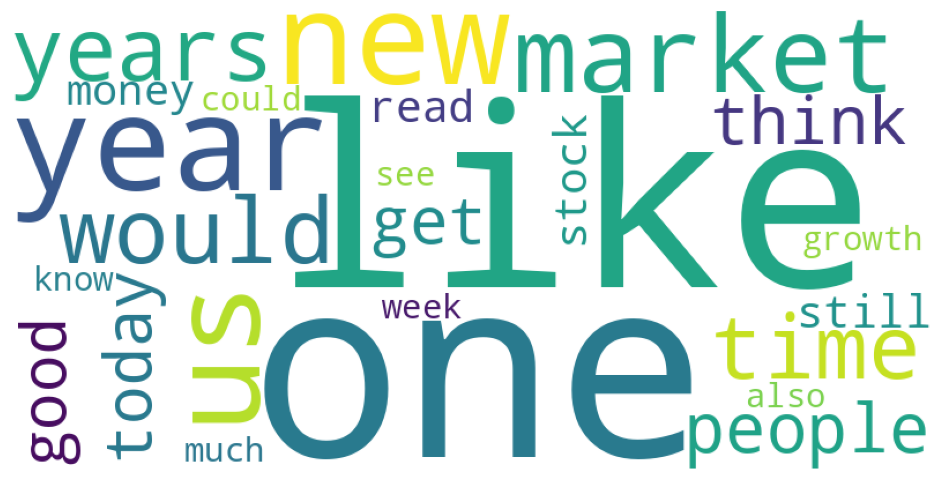 years
new
market
money
could
read
think
year
like
stock
see
would
get
growth
know
week
today
us
one
still
time
good
also
people
much